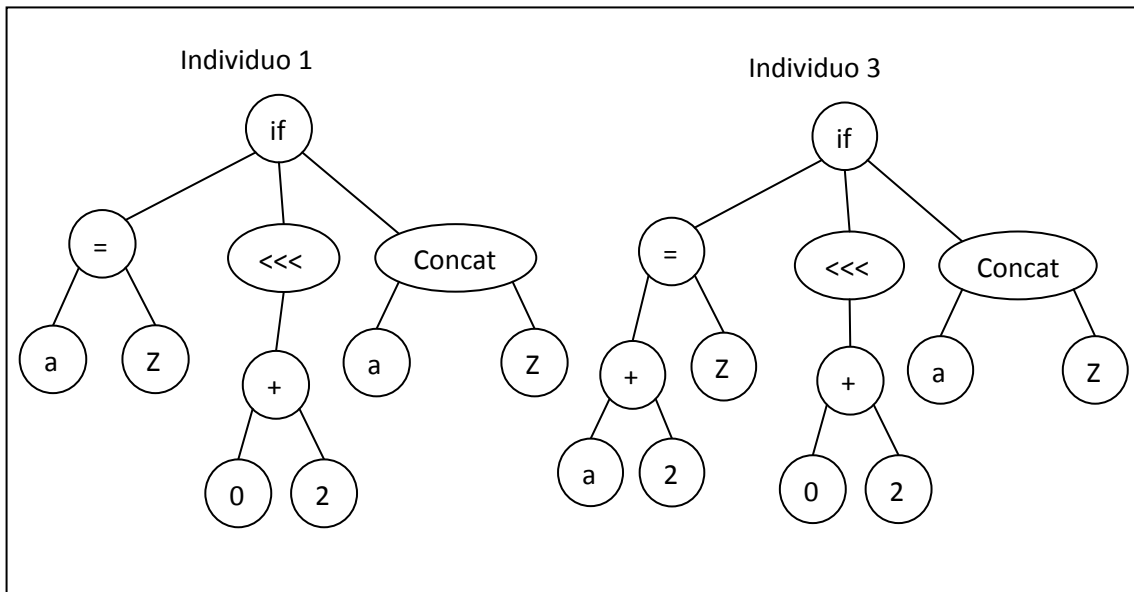 Individuo 1
if
=
<<<
Concat
a
Z
a
Z
+
0
2
Individuo 3
if
=
<<<
Concat
+
Z
+
a
Z
a
2
0
2